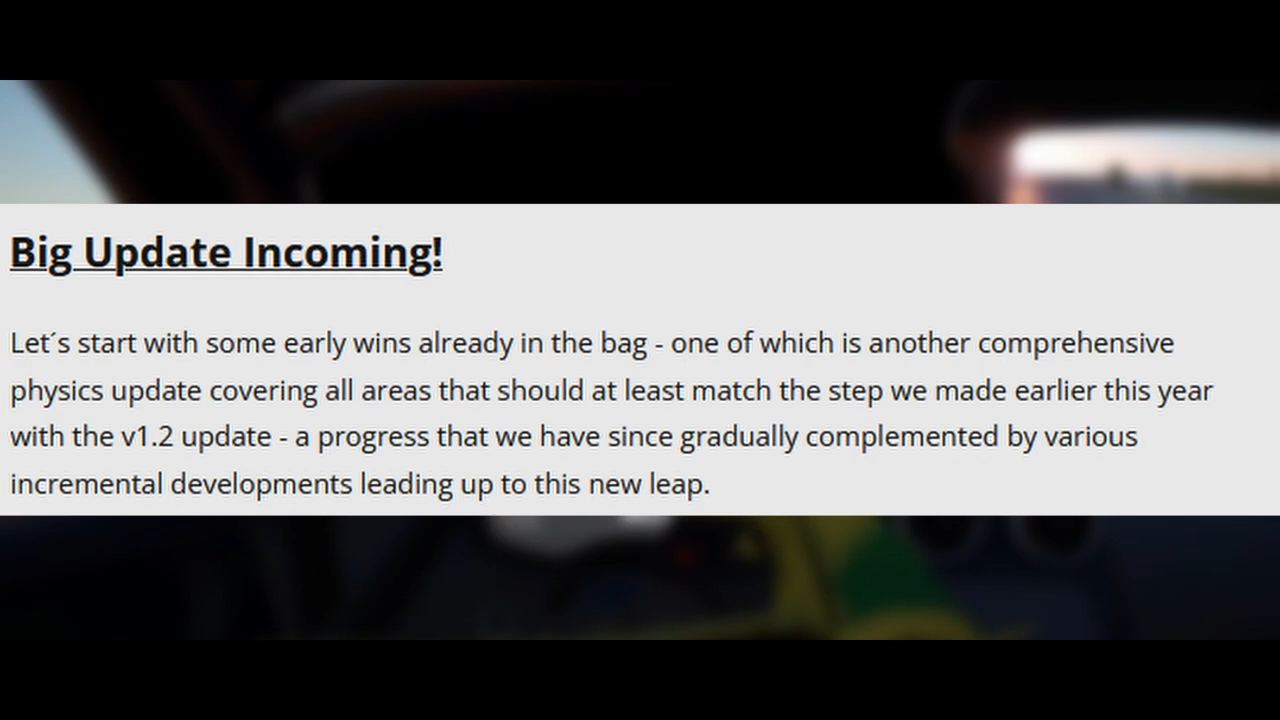 Big Update Incoming!
Let´s start with some early wins already in the bag - one of which is another comprehensive
physics update covering all areas that should at least match the step we made earlier this year
with the v1.2 update - a progress that we have since gradually complemented by various
incremental developments leading up to this new leap.